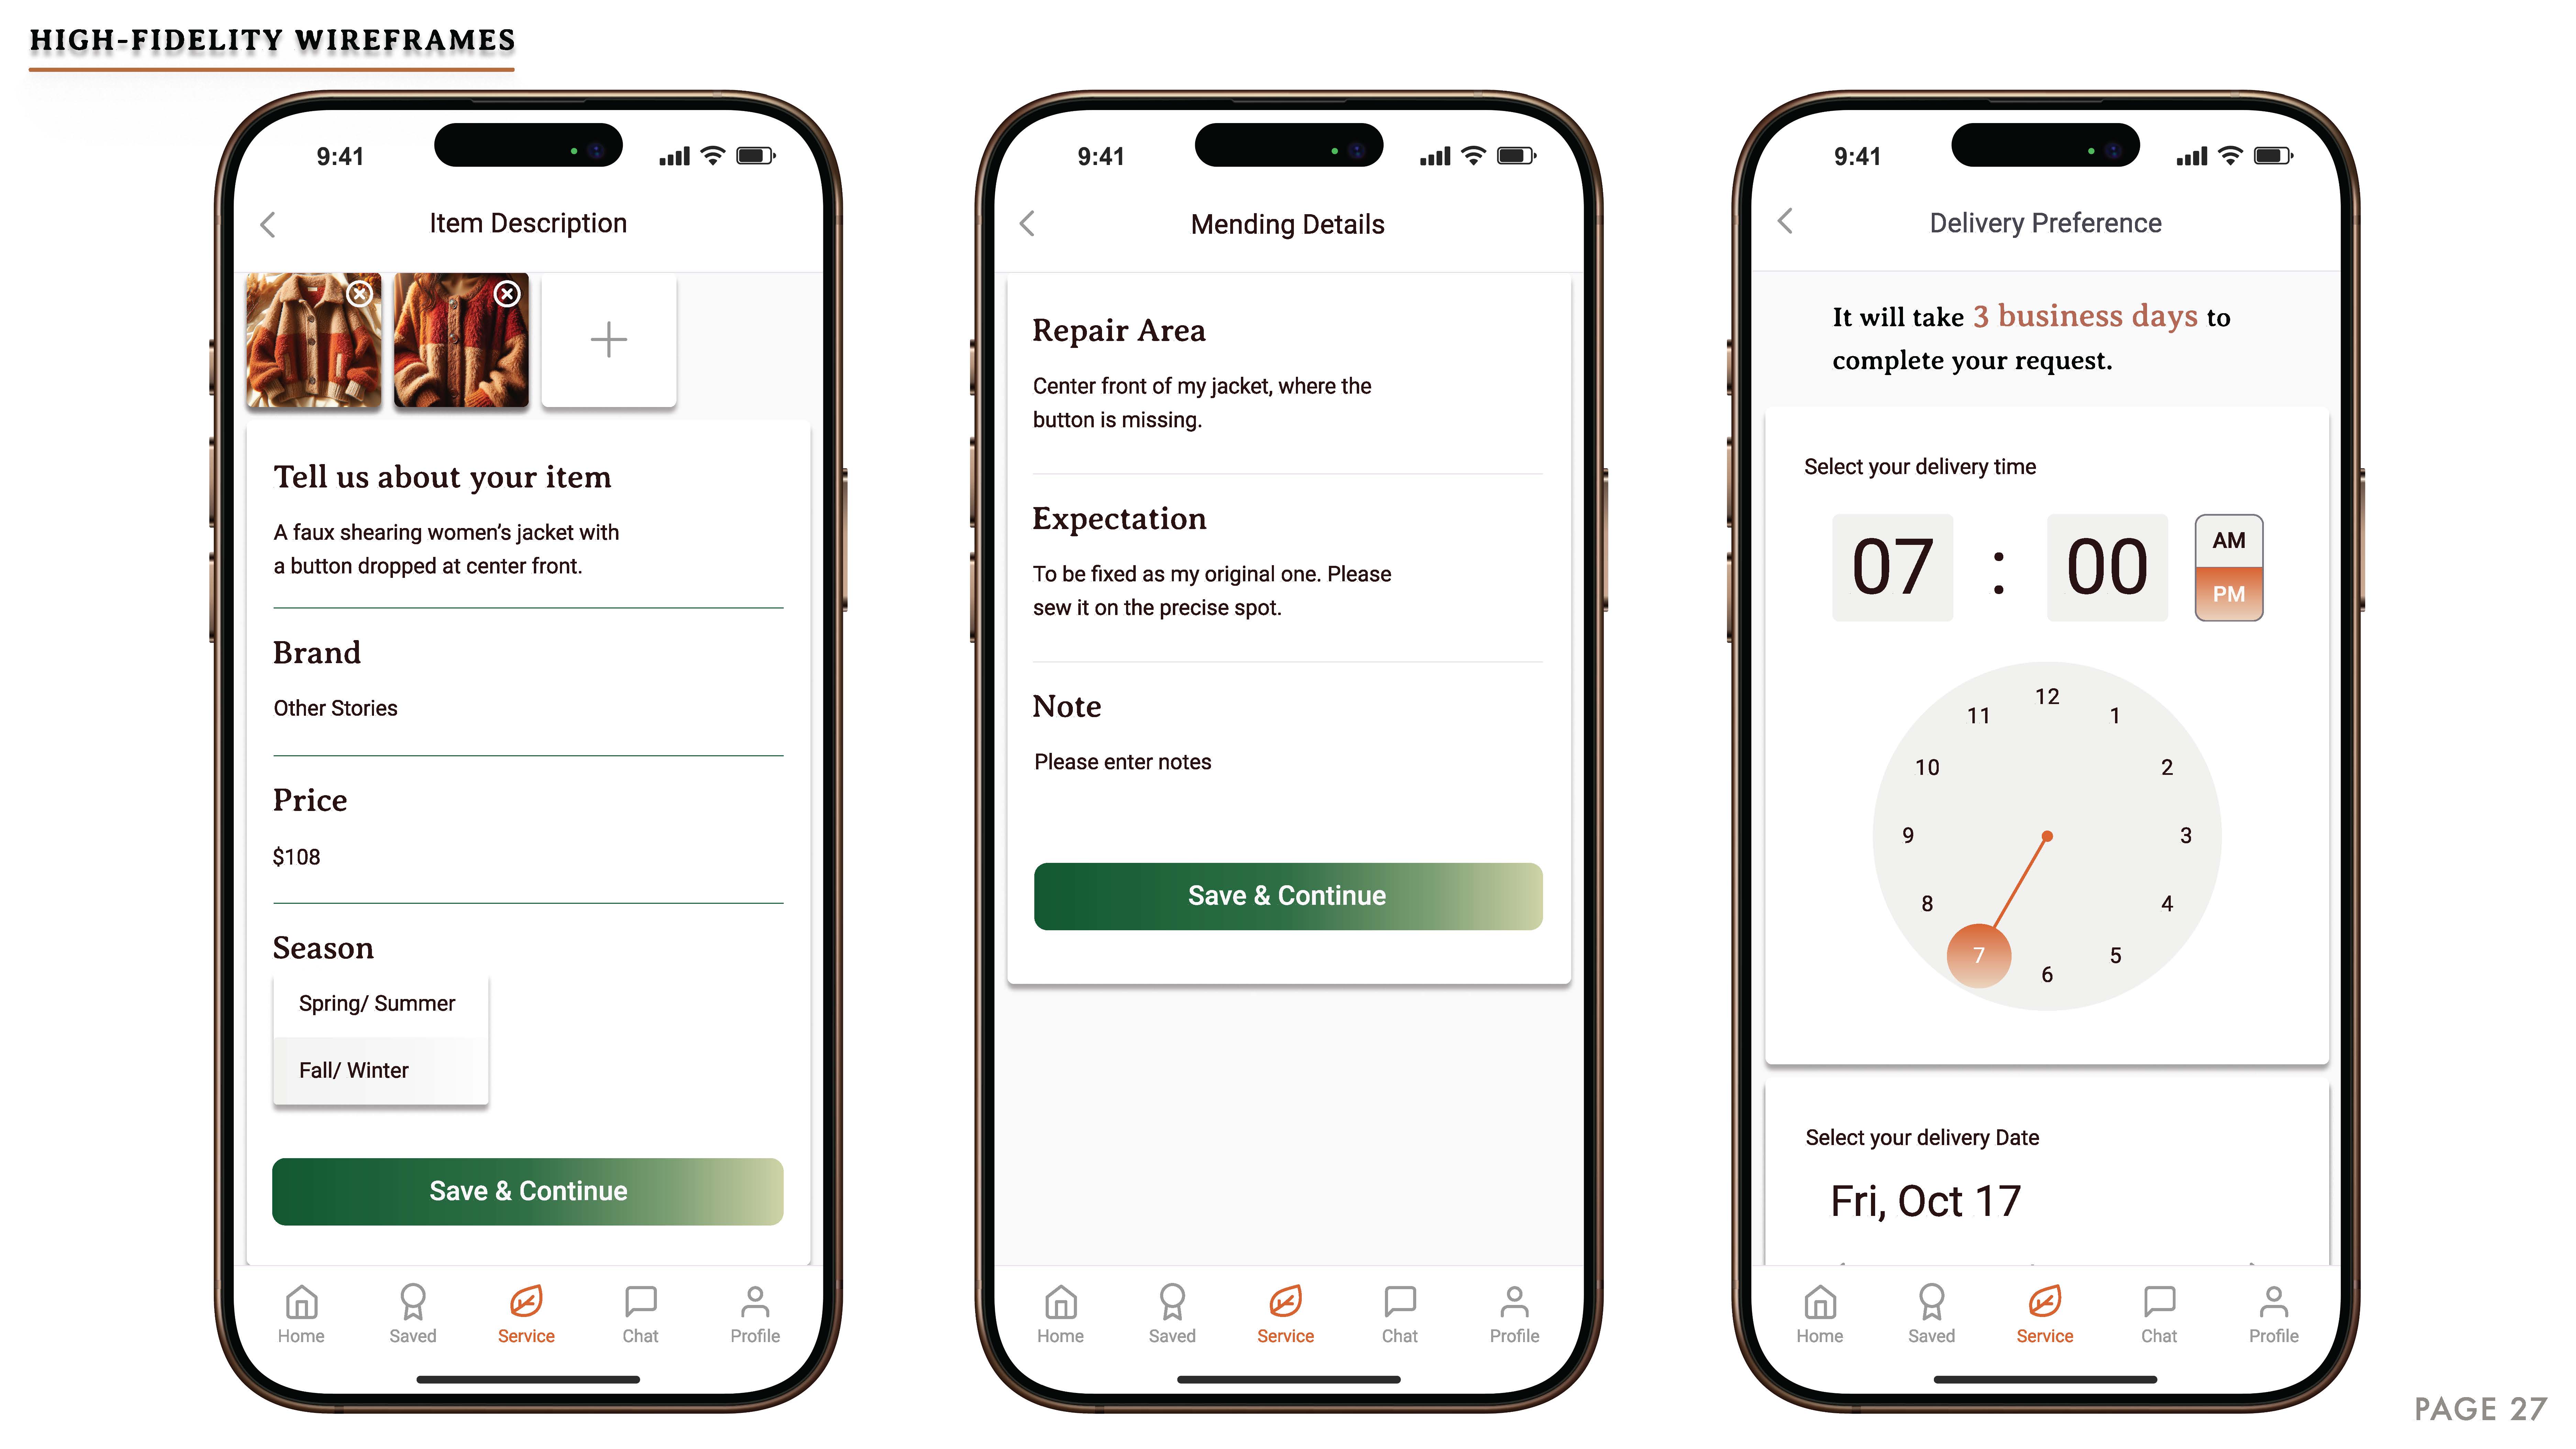 HIGH-FIDELITY WIREFRAMES
9:41
Item Description
Tell us about your item
A faux shearing women's jacket with
a button dropped at center front.
Brand
Other Stories
Price
$108
Season
Spring/ Summer
Fall/ Winter
Save & Continue
Home
Saved
Service
Chat
Profile
9:41
Mending Details
Repair Area
Center front of my jacket, where the
button is missing.
Expectation
To be fixed as my original one. Please
sew it on the precise spot.
Note
Please enter notes
Save & Continue
Home
Saved
Service
Chat
Profile
9:41
Delivery Preference
It will take 3 business days to
complete your request.
Select your delivery time
07 : 00
AM
PM
12
1
2
3
4
5
6
7
8
9
10
11
Select your delivery Date
Fri, Oct 17
Home
Saved
Service
Chat
Profile
PAGE 27